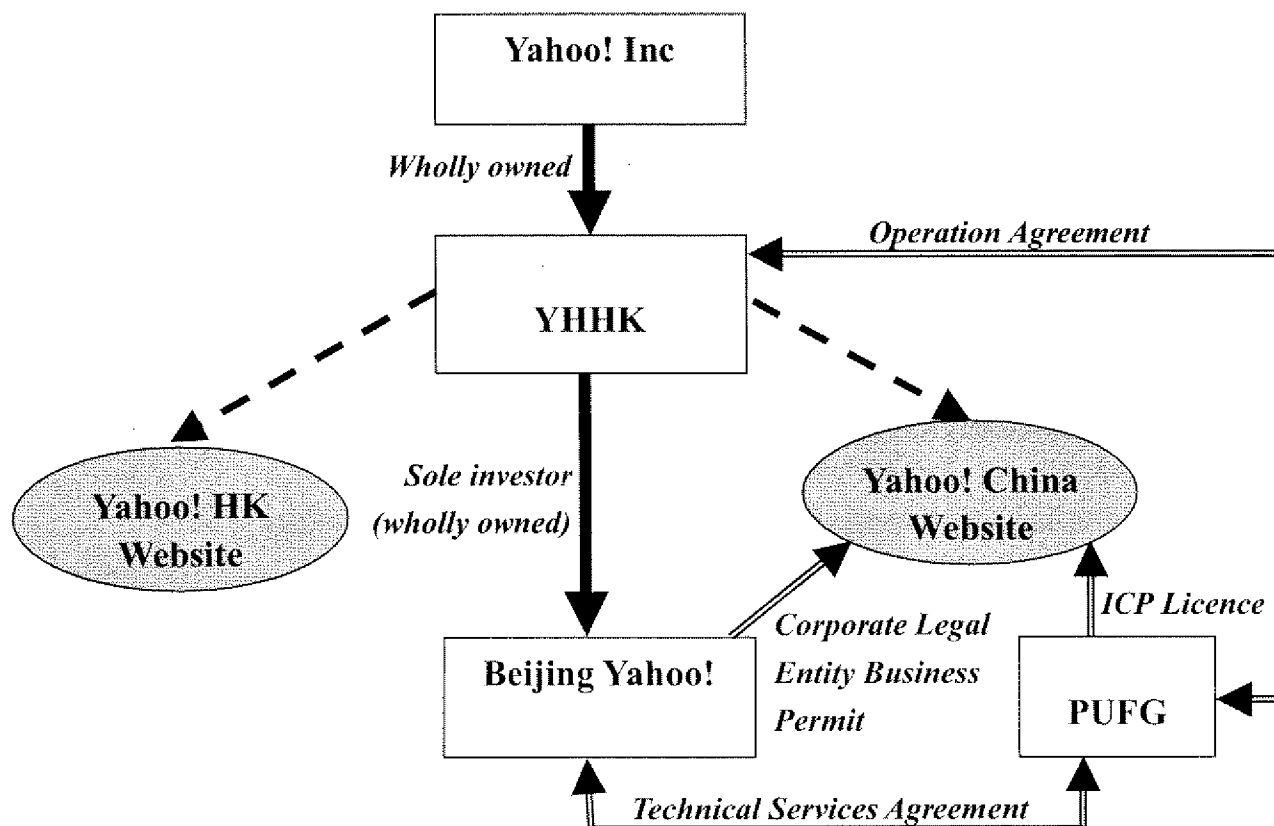 Yahoo! Inc
Wholly owned
Operation Agreement
YHHK
Yahoo! HK
Website
Sole investor
(wholly owned)
Yahoo! China
Website
ICP Licence
Corporate Legal
Entity Business
Permit
Beijing Yahoo!
PUFG
Technical Services Agreement